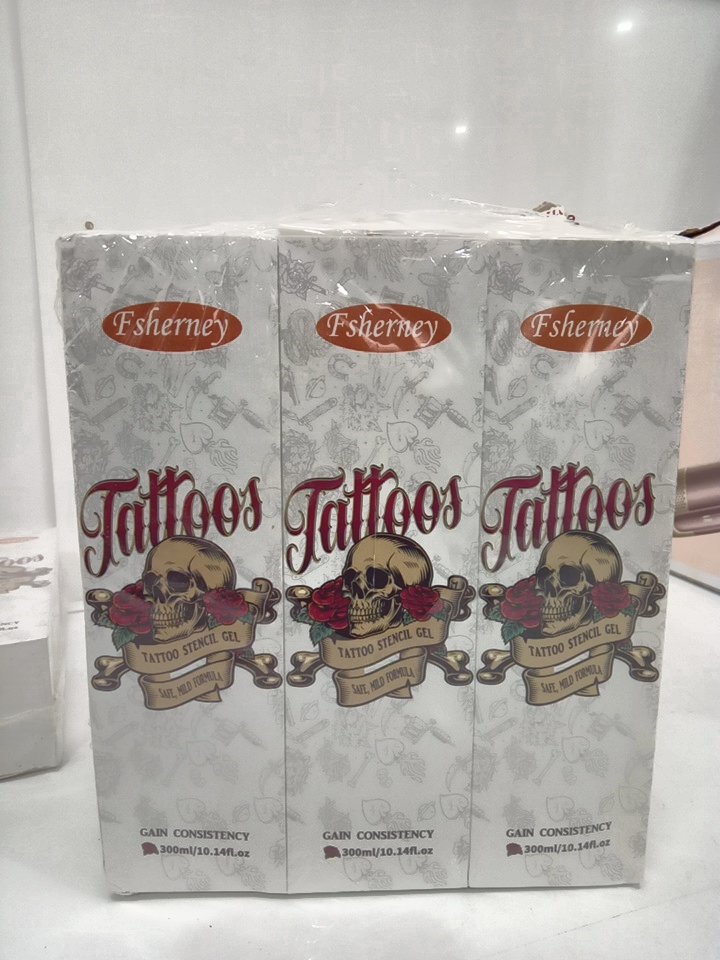 Fsherney
Tattoos
TATTOO STENCIL GEL
SAFE, MILD FORMULA
GAIN CONSISTENCY
300ml/10.14fl.oz
Fsherney
Tattoos
TATTOO STENCIL GEL
SAFE, MILD FORMULA
GAIN CONSISTENCY
300ml/10.14fl.oz
Fsherney
Tattoos
TATTOO STENCIL GEL
SAFE, MILD FORMULA
GAIN CONSISTENCY
300ml/10.14fl.oz